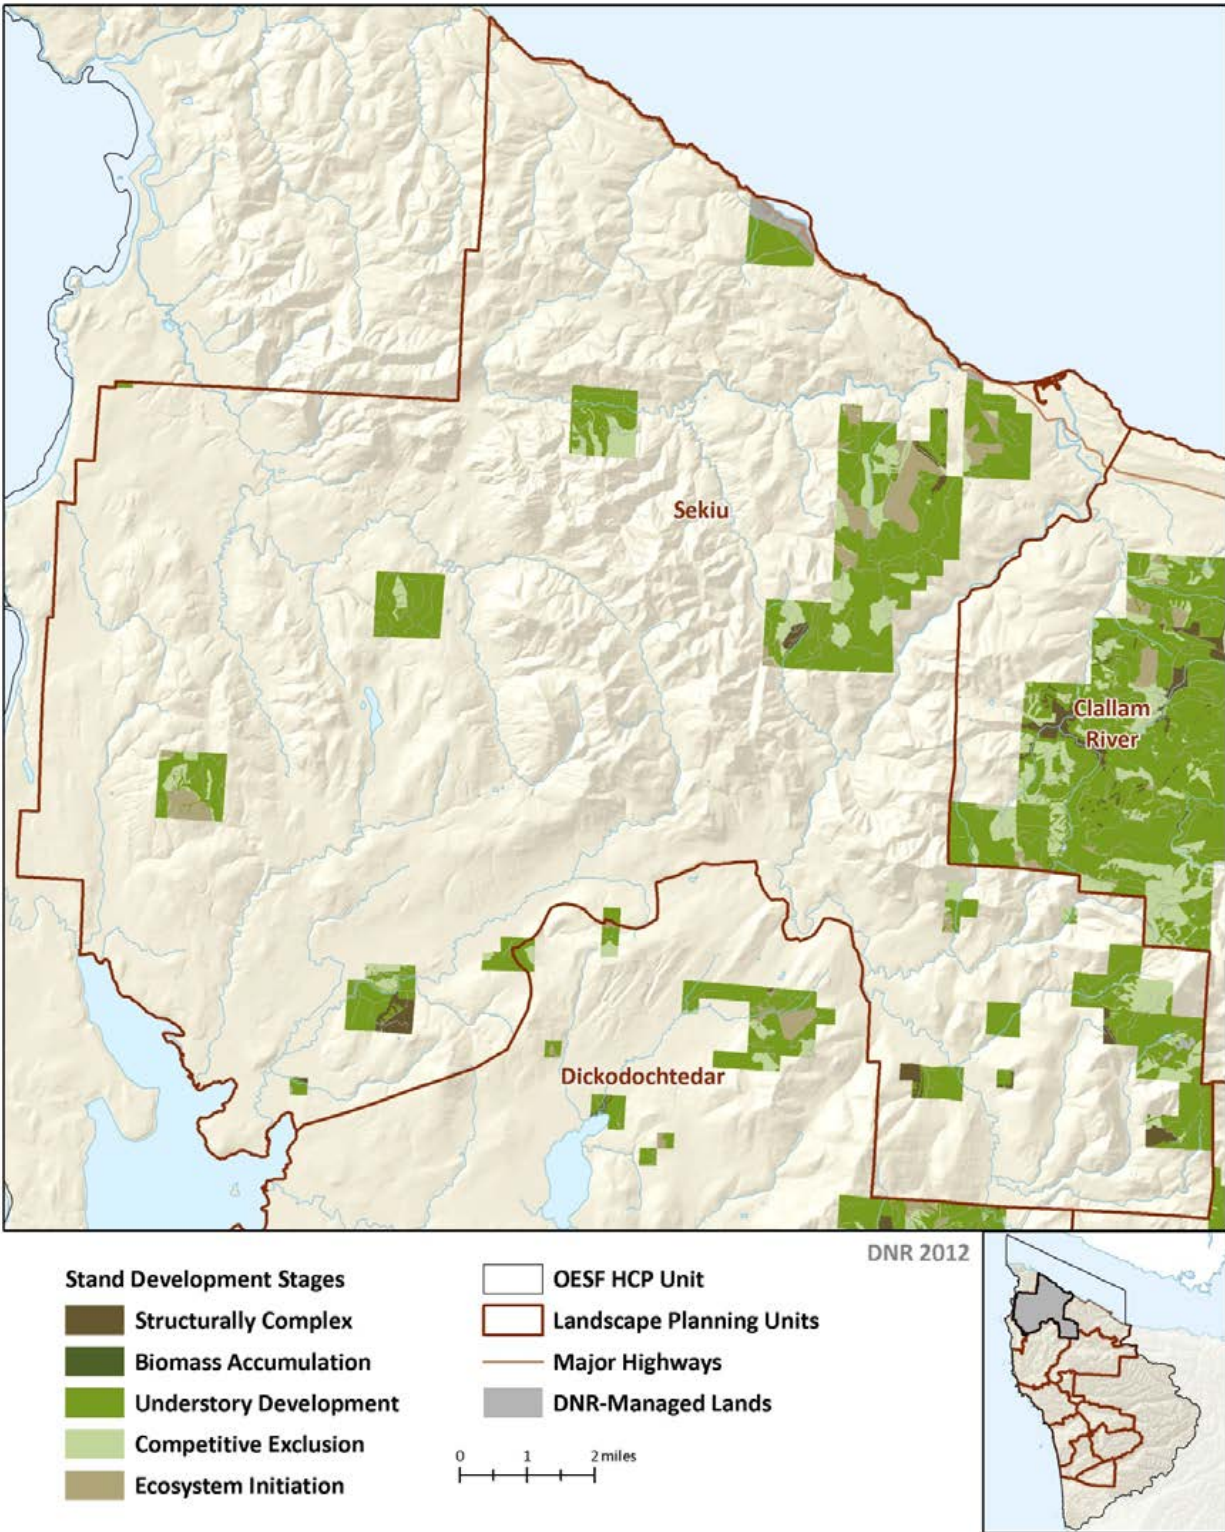 Sekiu
Clallam
River
Dickodochtedar
DNR 2012
Stand Development Stages
Structurally Complex
Biomass Accumulation
Understory Development
Competitive Exclusion
Ecosystem Initiation
OESF HCP Unit
Landscape Planning Units
Major Highways
DNR-Managed Lands
0 1 2 miles